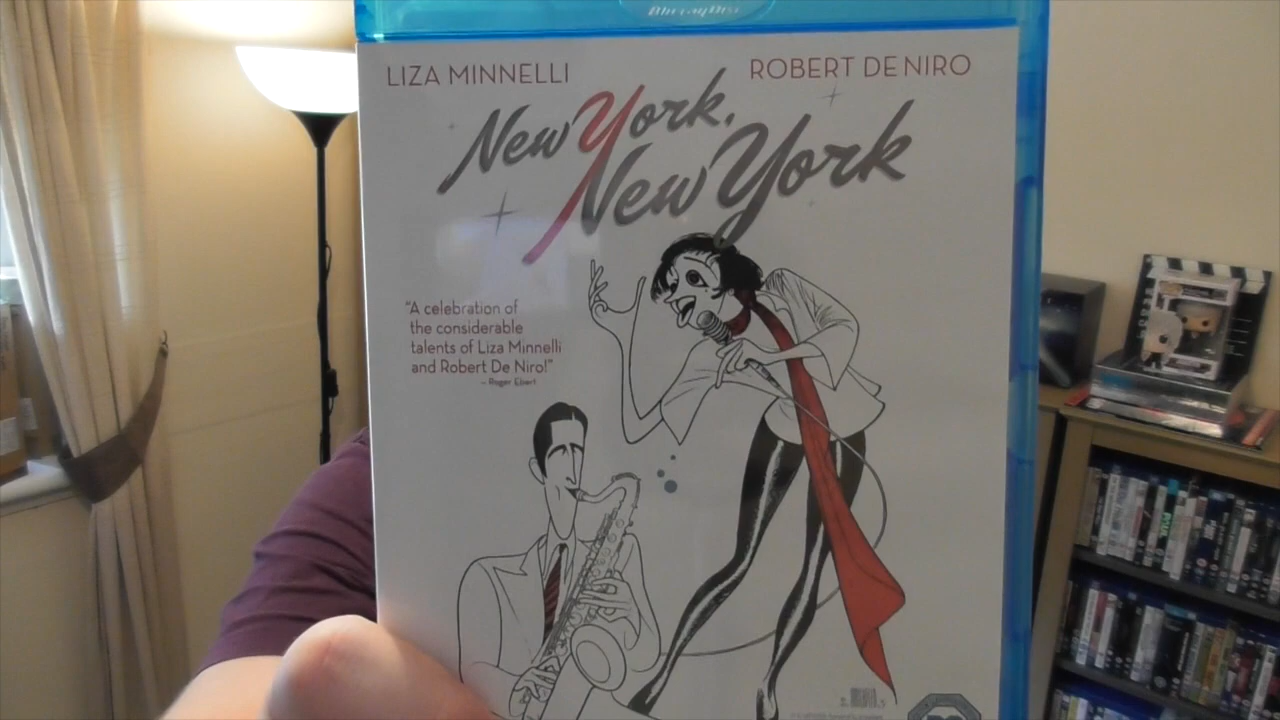 Blu-ray Disc
LIZA MINNELLI
ROBERT DE NIRO
New York,
New York
"A celebration of
the considerable
talents of Liza Minnelli
and Robert De Niro!"
– Roger Ebert